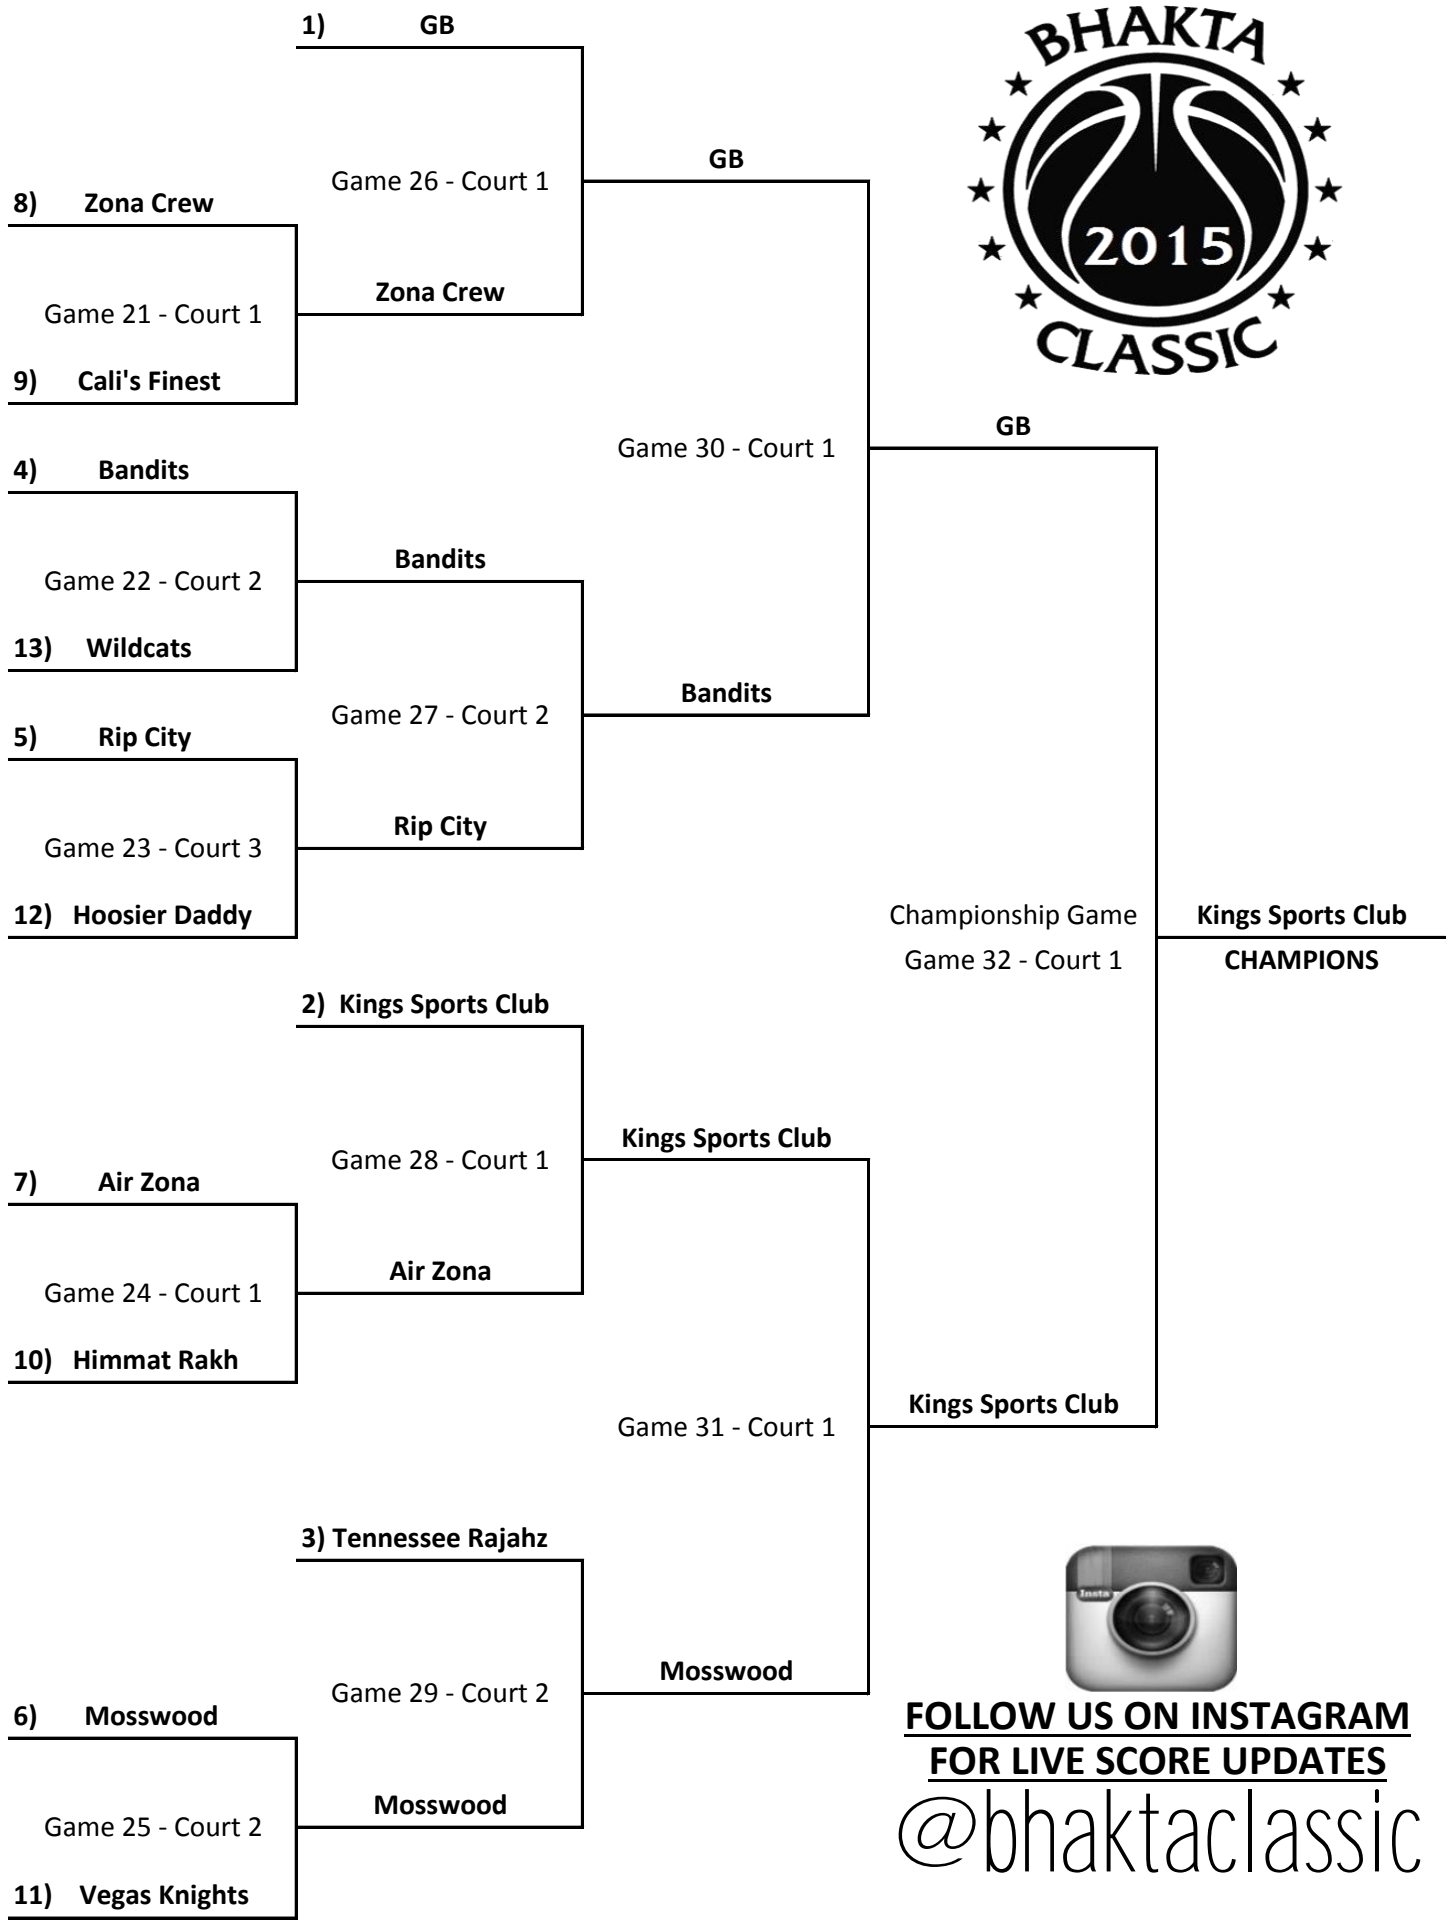 1) GB
BHAKTA
2015
CLASSIC
GB
Game 26 - Court 1
8) Zona Crew
Zona Crew
Game 21 - Court 1
9) Cali's Finest
GB
Game 30 - Court 1
4) Bandits
Bandits
Game 22 - Court 2
13) Wildcats
Bandits
Game 27 - Court 2
5) Rip City
Rip City
Game 23 - Court 3
12) Hoosier Daddy
Championship Game
Game 32 - Court 1
Kings Sports Club
CHAMPIONS
2) Kings Sports Club
Kings Sports Club
Game 28 - Court 1
7) Air Zona
Air Zona
Game 24 - Court 1
10) Himmat Rakh
Kings Sports Club
Game 31 - Court 1
3) Tennessee Rajahz
Insta
Mosswood
Game 29 - Court 2
6) Mosswood
Mosswood
Game 25 - Court 2
11) Vegas Knights
FOLLOW US ON INSTAGRAM
FOR LIVE SCORE UPDATES
@bhaktaclassic